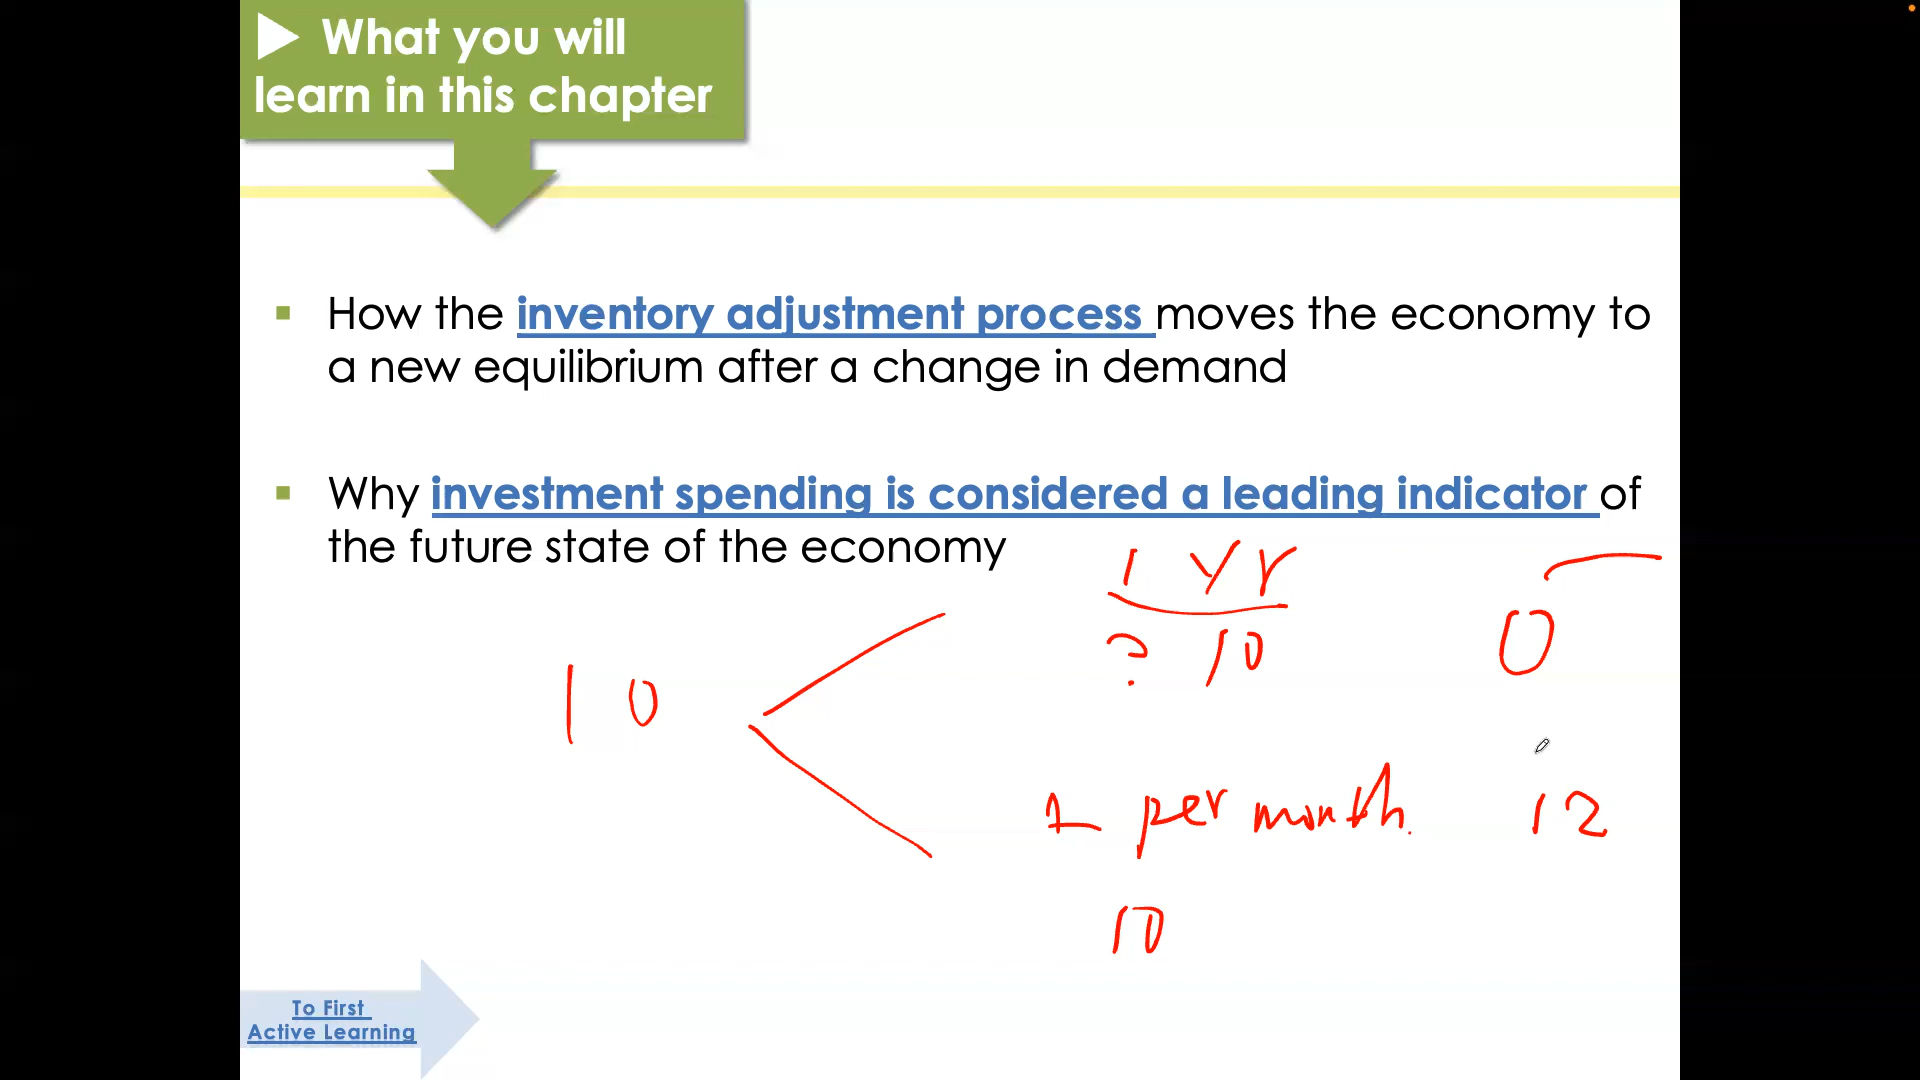 What you will
learn in this chapter
How the inventory adjustment process moves the economy to
a new equilibrium after a change in demand
Why investment spending is considered a leading indicator of
the future state of the economy
1 yr
? 10
0
10
1 per month.
12
10
To First
Active Learning